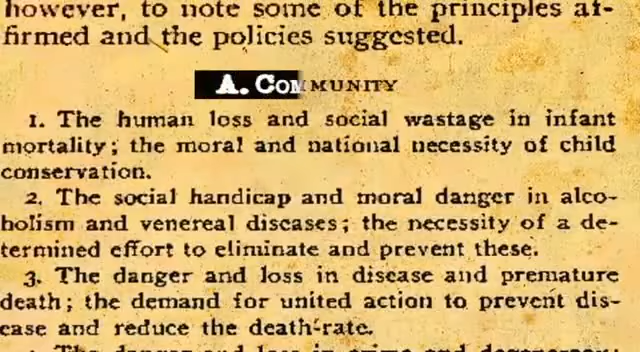 however, to note some of the principles af-
firmed and the policies suggested.
A. COMMUNITY
1. The human loss and social wastage in infant
mortality; the moral and national necessity of child
conservation.
2. The social handicap and moral danger in alco-
holism and venereal diseases; the necessity of a de-
termined effort to eliminate and prevent these.
3. The danger and loss in disease and premature
death; the demand for united action to prevent dis-
ease and reduce the death-rate.